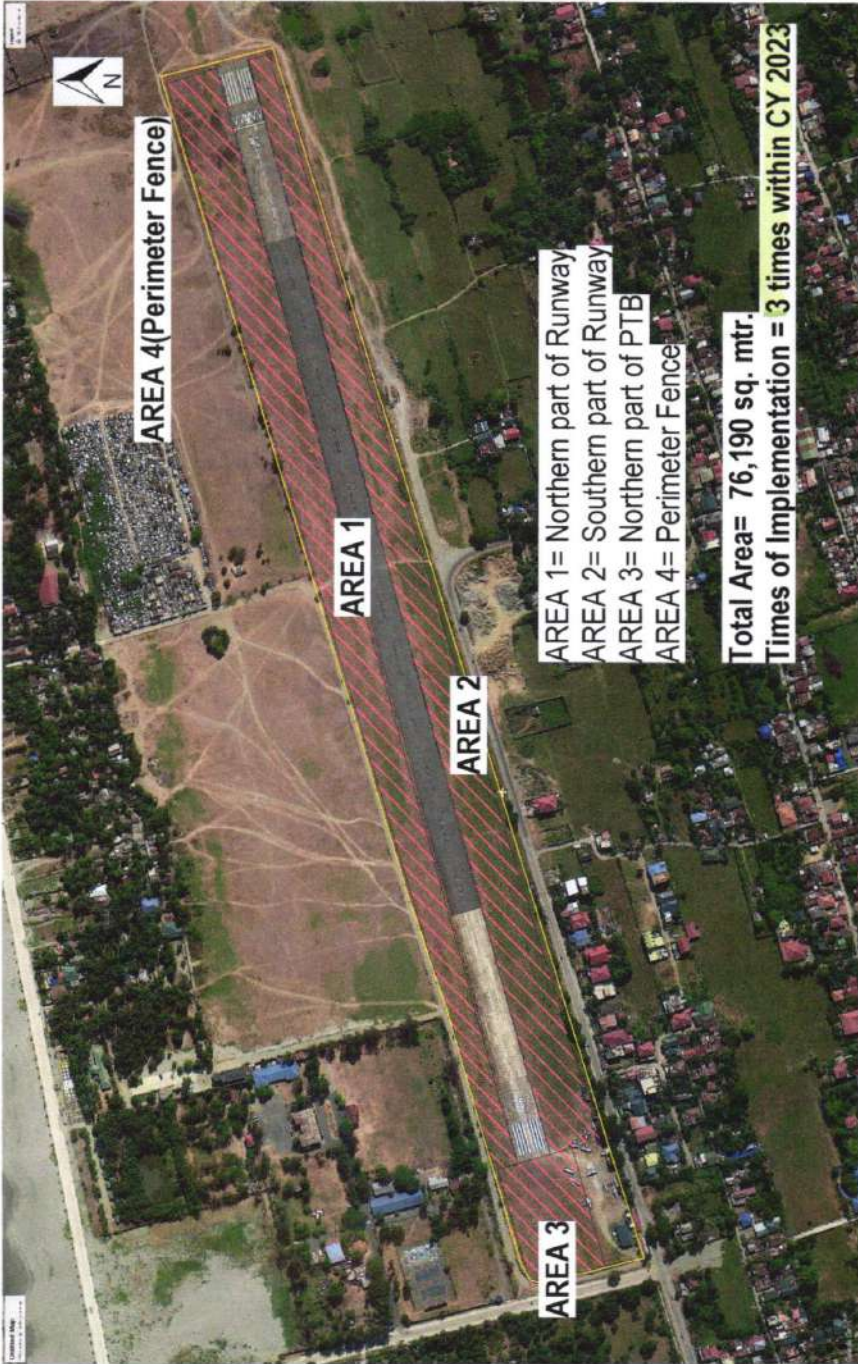 N
AREA 4(Perimeter Fence)
AREA 1
AREA 2
AREA 3
AREA 1= Northern part of Runway
AREA 2= Southern part of Runway
AREA 3= Northern part of PTB
AREA 4= Perimeter Fence
Total Area= 76,190 sq. mtr.
Times of Implementation = 3 times within CY 2023